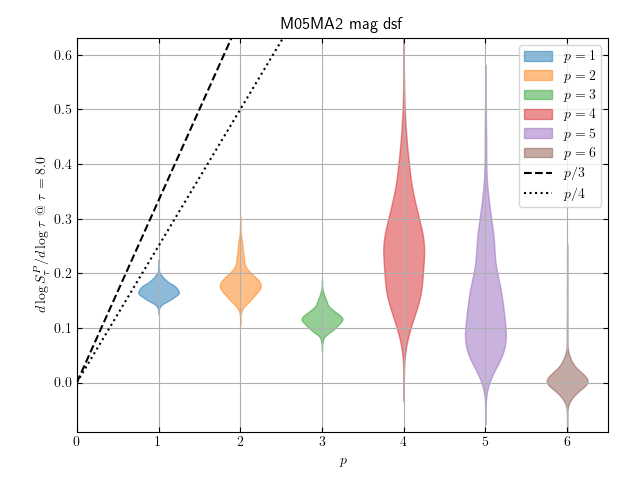 M05MA2 mag dsf
d log S_τ^P / d log τ @ τ = 8.0
0.6
0.5
0.4
0.3
0.2
0.1
0.0
0
1
2
3
4
5
6
p
p = 1
p = 2
p = 3
p = 4
p = 5
p = 6
p/3
p/4